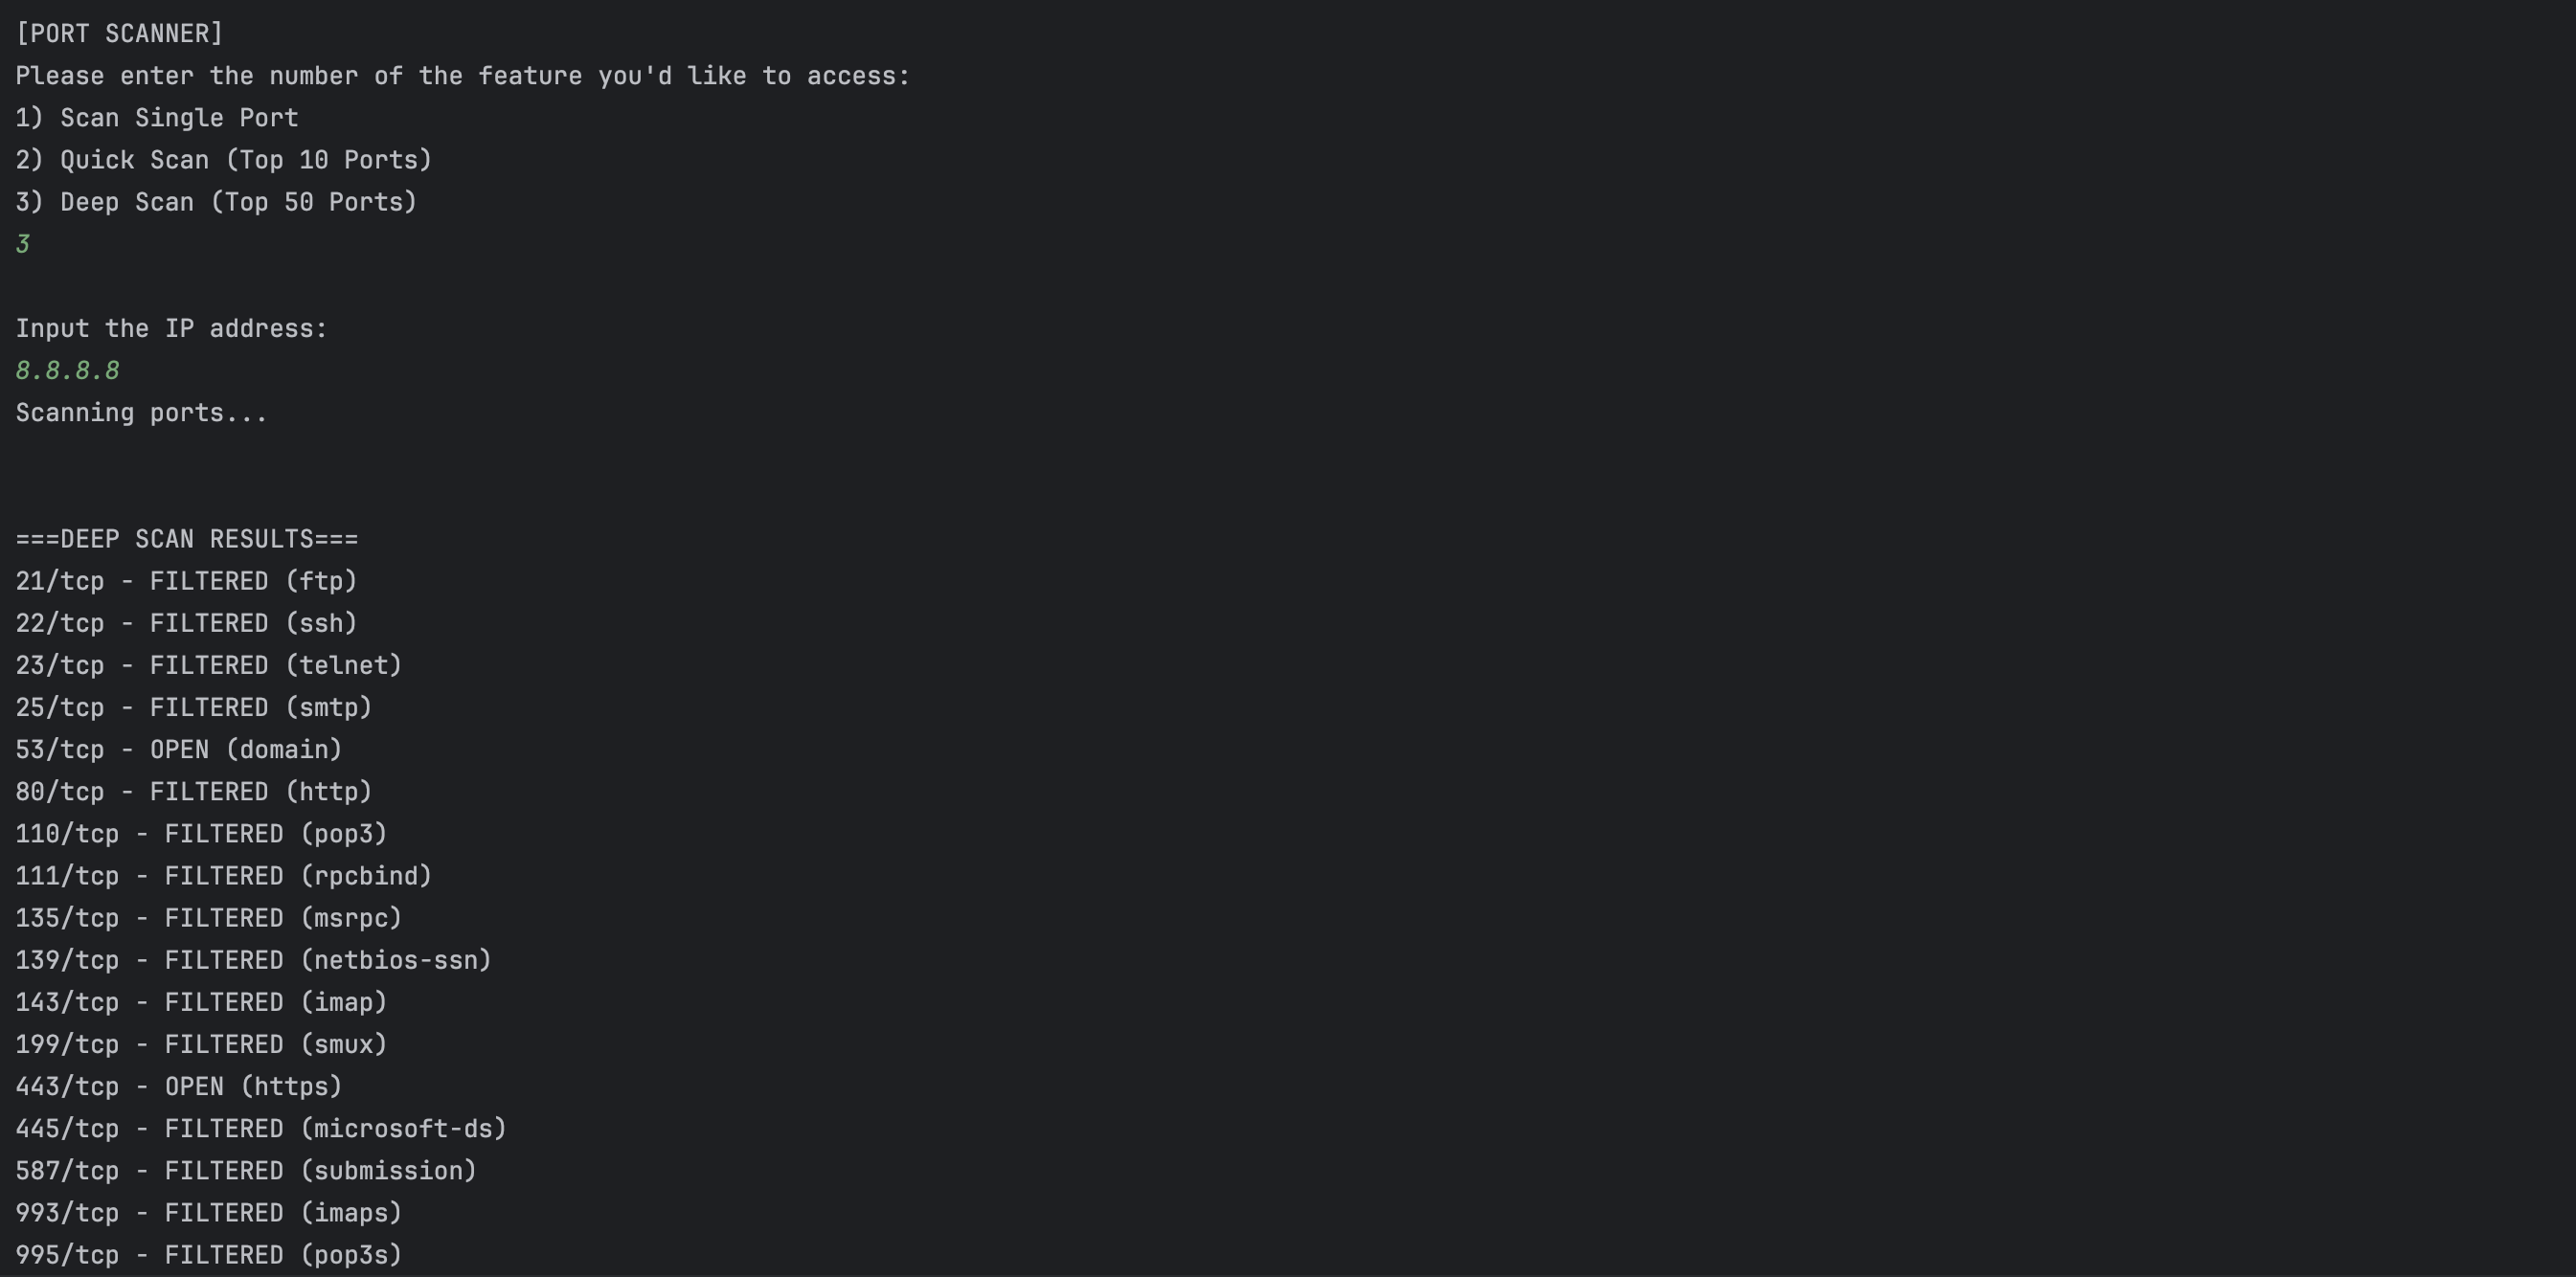 [PORT SCANNER]
Please enter the number of the feature you'd like to access:
1) Scan Single Port
2) Quick Scan (Top 10 Ports)
3) Deep Scan (Top 50 Ports)
3
Input the IP address:
8.8.8.8
Scanning ports...
===DEEP SCAN RESULTS===
21/tcp - FILTERED (ftp)
22/tcp - FILTERED (ssh)
23/tcp - FILTERED (telnet)
25/tcp - FILTERED (smtp)
53/tcp - OPEN (domain)
80/tcp - FILTERED (http)
110/tcp - FILTERED (pop3)
111/tcp - FILTERED (rpcbind)
135/tcp - FILTERED (msrpc)
139/tcp - FILTERED (netbios-ssn)
143/tcp - FILTERED (imap)
199/tcp - FILTERED (smux)
443/tcp - OPEN (https)
445/tcp - FILTERED (microsoft-ds)
587/tcp - FILTERED (submission)
993/tcp - FILTERED (imaps)
995/tcp - FILTERED (pop3s)